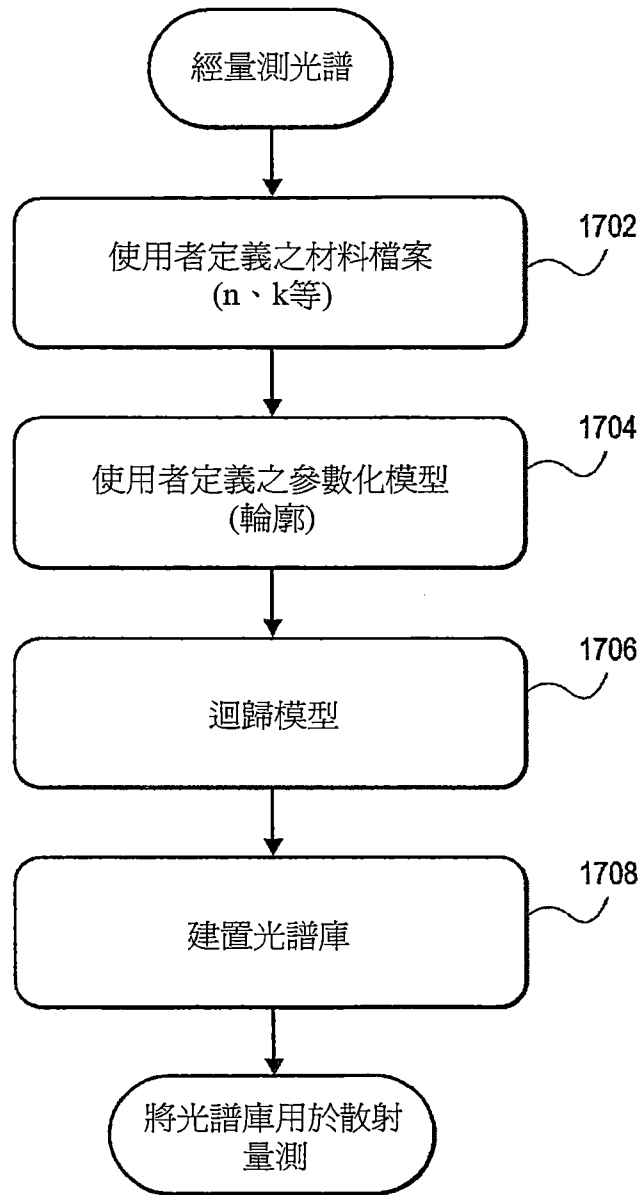 經量測光譜
1702
使用者定義之材料檔案
(n、k等)
1704
使用者定義之參數化模型
(輪廓)
1706
迴歸模型
1708
建置光譜庫
將光譜庫用於散射
量測